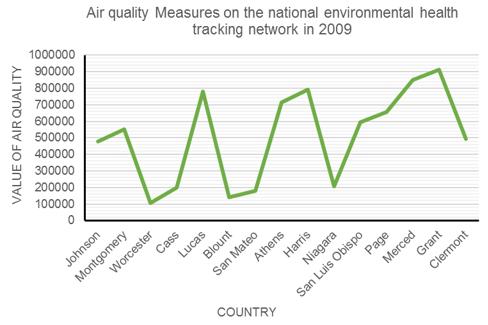 Air quality Measures on the national environmental health
tracking network in 2009
VALUE OF AIR QUALITY
1000000
900000
800000
700000
600000
500000
400000
300000
200000
100000
0
Johnson
Montgomery
Worcester
Cass
Lucas
Blount
San Mateo
Athens
Harris
Niagara
San Luis Obispo
Page
Merced
Grant
Clermont
COUNTRY